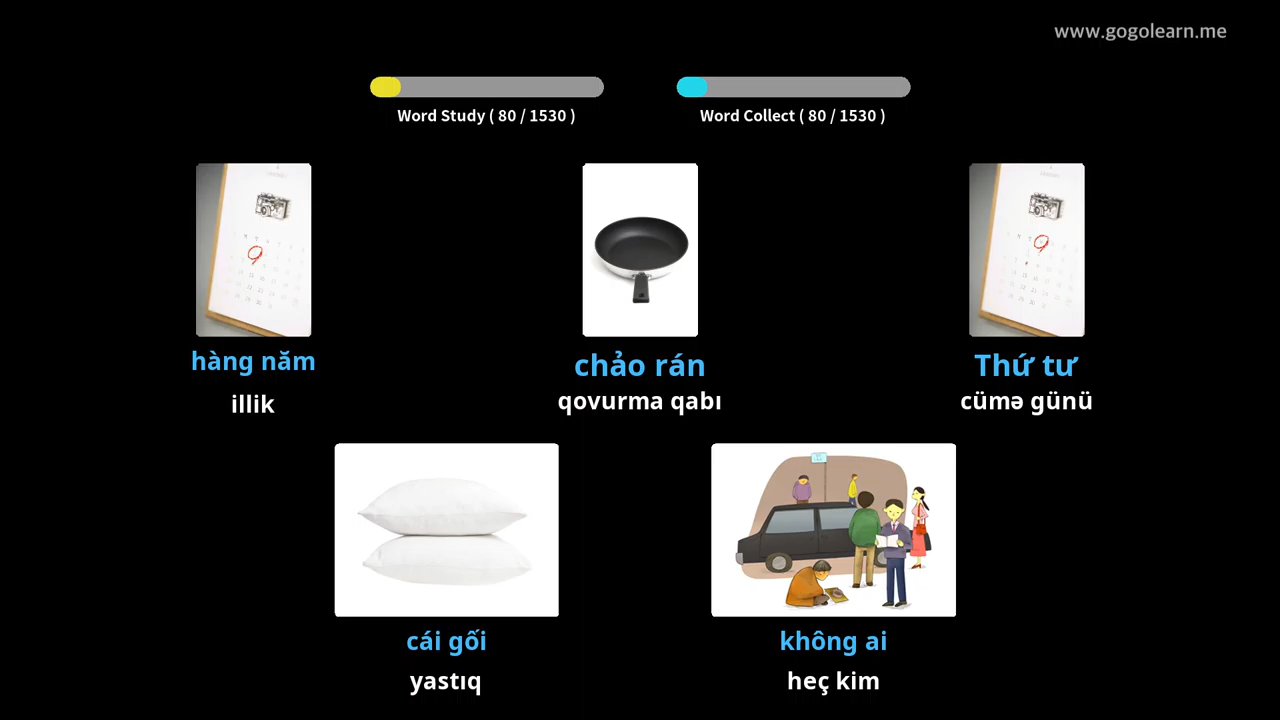 www.gogolearn.me
Word Study ( 80 / 1530 )
Word Collect ( 80 / 1530 )
hàng năm
illik
chảo rán
qovurma qabı
Thứ tư
cümə günü
cái gối
yastıq
không ai
heç kim